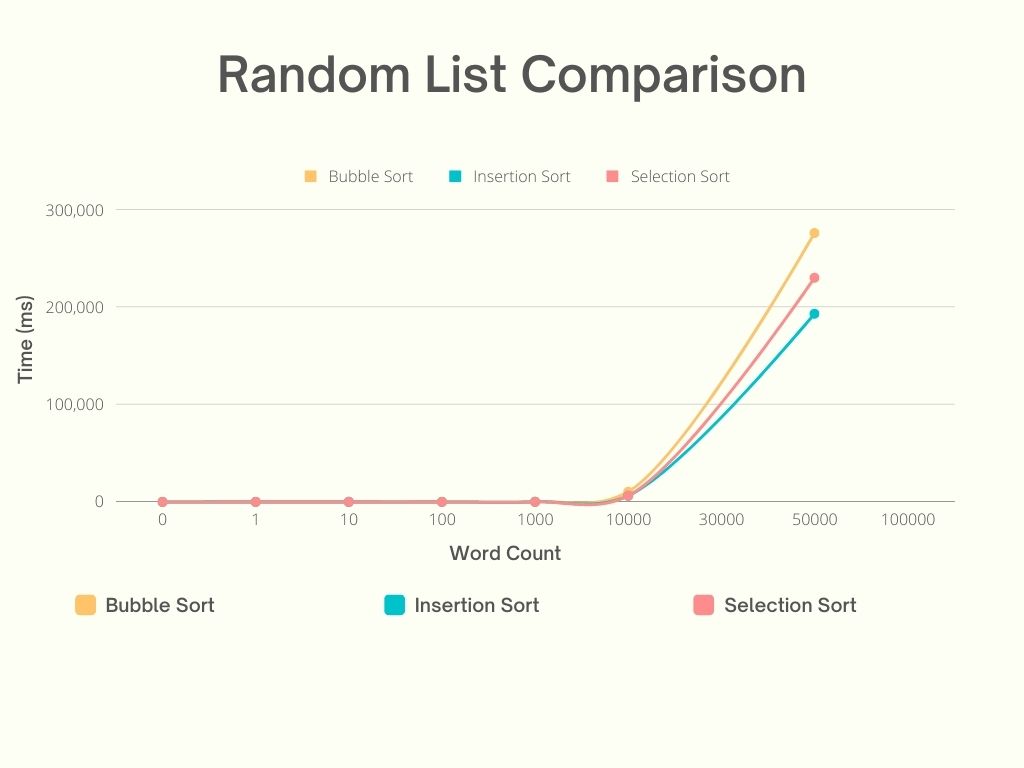 Random List Comparison
Bubble Sort Insertion Sort Selection Sort
300,000
200,000
100,000
0
Time (ms)
0 1 10 100 1000 10000 30000 50000 100000
Word Count
Bubble Sort Insertion Sort Selection Sort